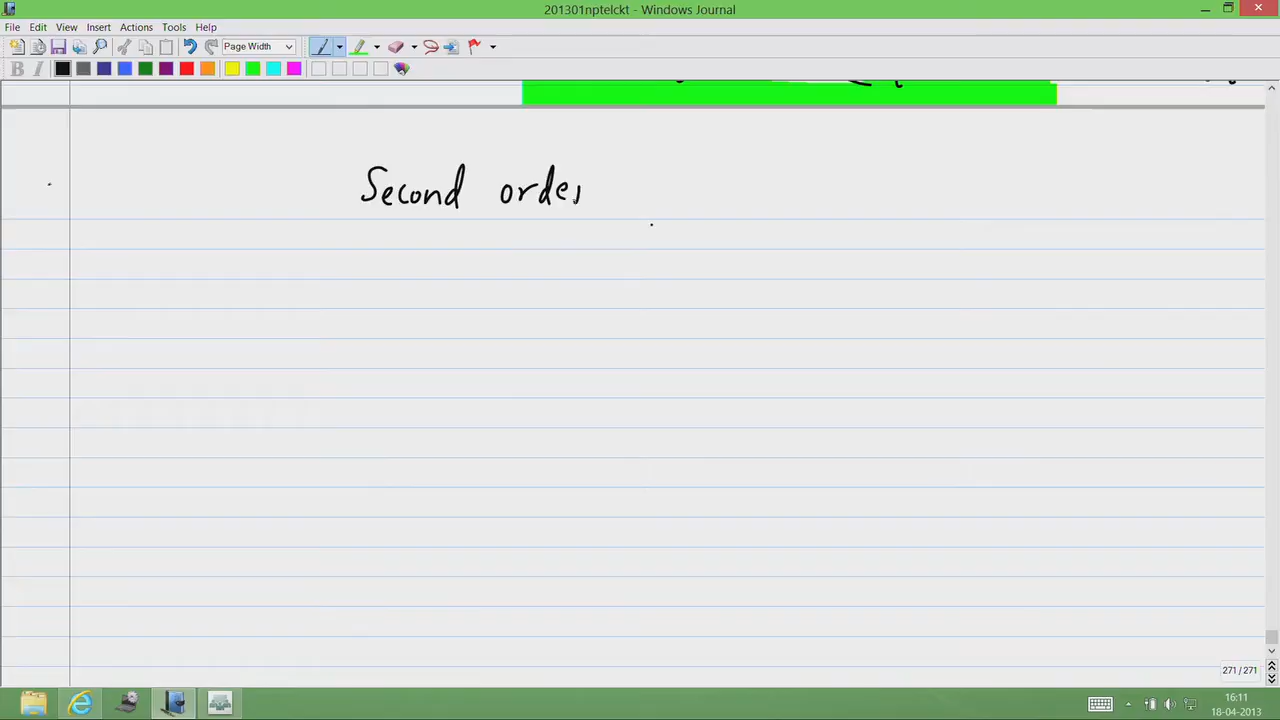 201301nptelckt - Windows Journal
File Edit View Insert Actions Tools Help
Page Width
B I
Second order
271 / 271
16:11
18-04-2013